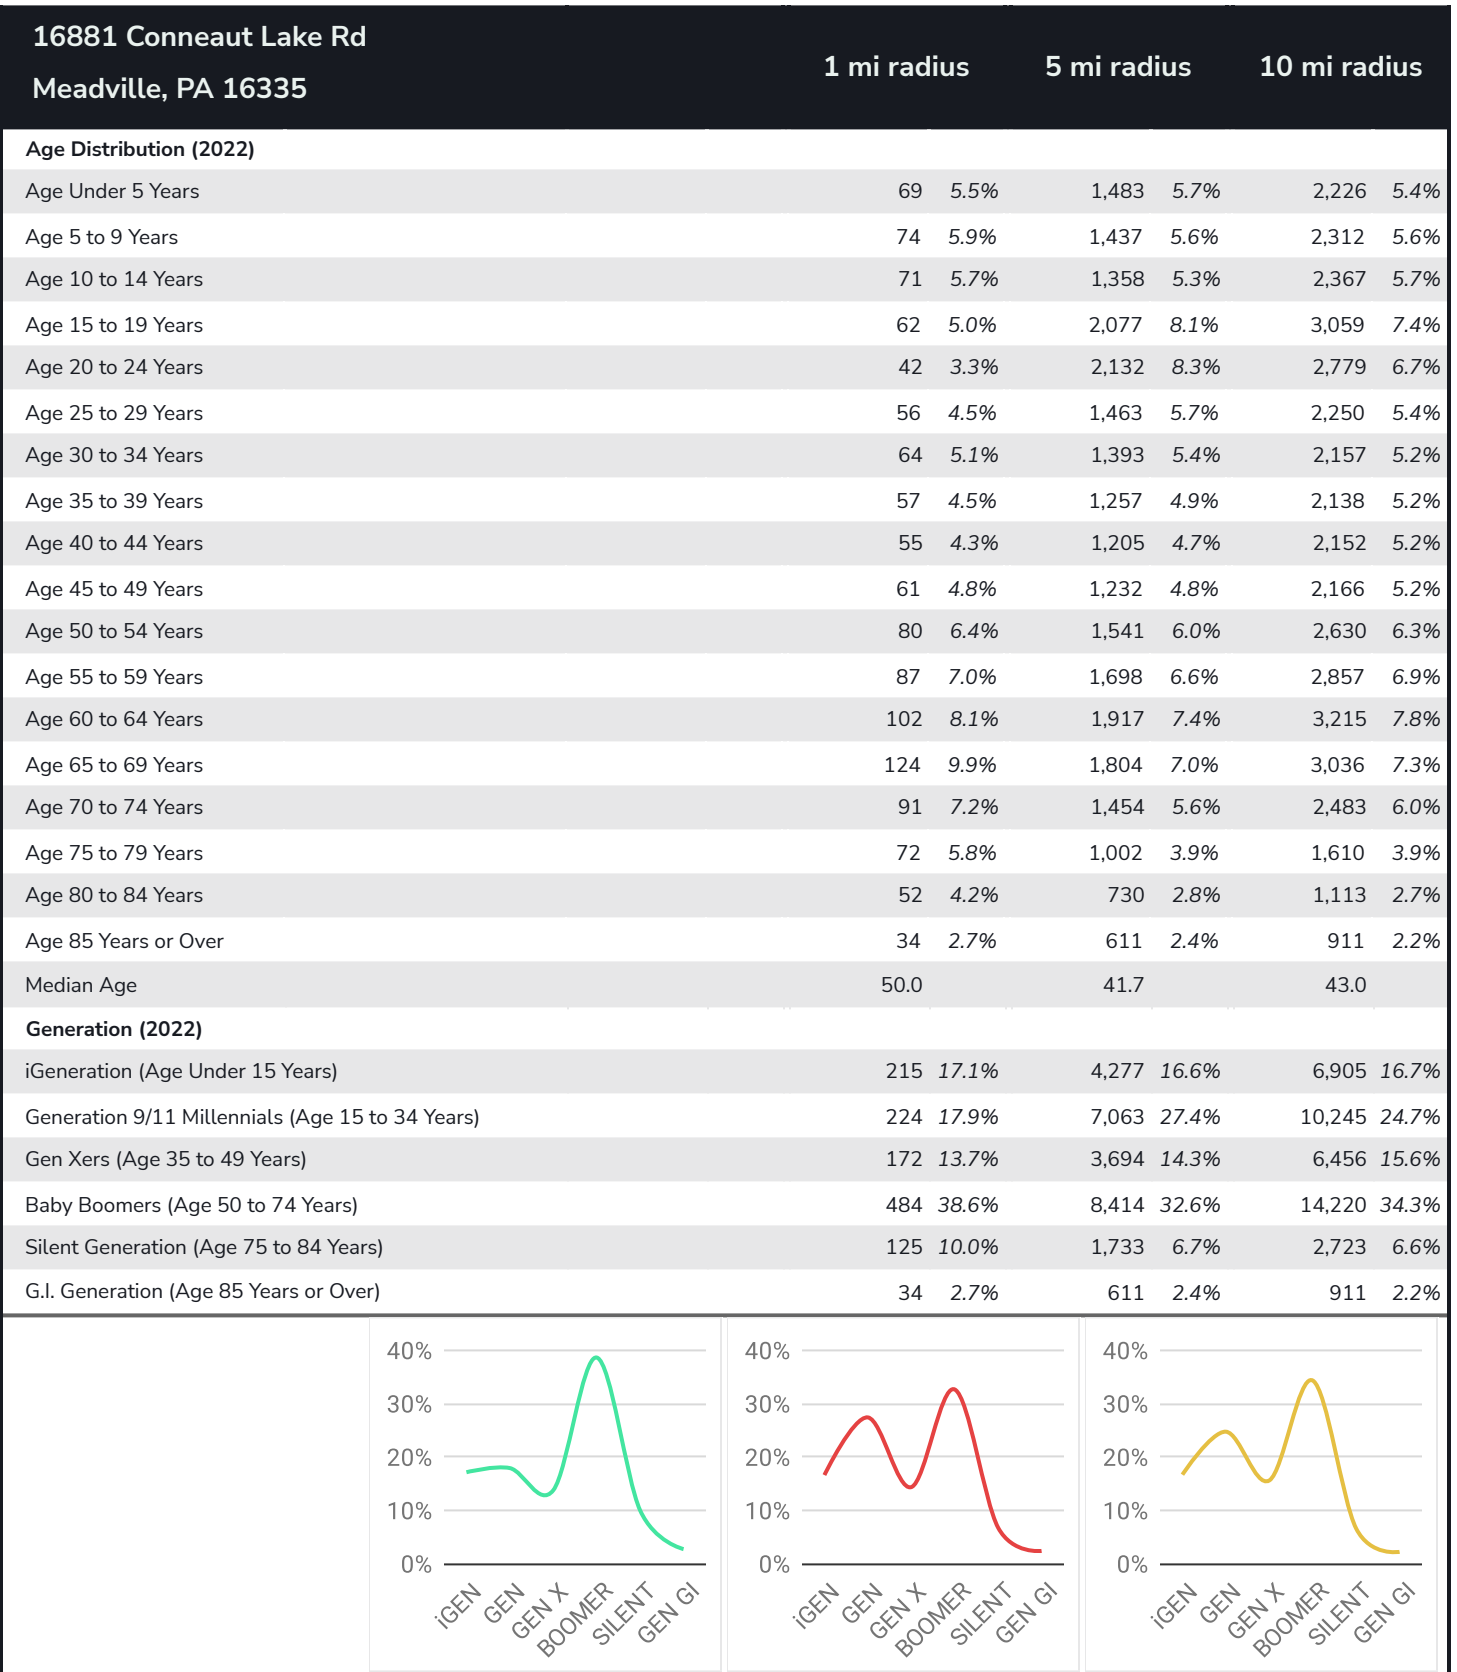 16881 Conneaut Lake Rd
Meadville, PA 16335
1 mi radius 5 mi radius 10 mi radius
Age Distribution (2022)
Age Under 5 Years 69 5.5% 1,483 5.7% 2,226 5.4%
Age 5 to 9 Years 74 5.9% 1,437 5.6% 2,312 5.6%
Age 10 to 14 Years 71 5.7% 1,358 5.3% 2,367 5.7%
Age 15 to 19 Years 62 5.0% 2,077 8.1% 3,059 7.4%
Age 20 to 24 Years 42 3.3% 2,132 8.3% 2,779 6.7%
Age 25 to 29 Years 56 4.5% 1,463 5.7% 2,250 5.4%
Age 30 to 34 Years 64 5.1% 1,393 5.4% 2,157 5.2%
Age 35 to 39 Years 57 4.5% 1,257 4.9% 2,138 5.2%
Age 40 to 44 Years 55 4.3% 1,205 4.7% 2,152 5.2%
Age 45 to 49 Years 61 4.8% 1,232 4.8% 2,166 5.2%
Age 50 to 54 Years 80 6.4% 1,541 6.0% 2,630 6.3%
Age 55 to 59 Years 87 7.0% 1,698 6.6% 2,857 6.9%
Age 60 to 64 Years 102 8.1% 1,917 7.4% 3,215 7.8%
Age 65 to 69 Years 124 9.9% 1,804 7.0% 3,036 7.3%
Age 70 to 74 Years 91 7.2% 1,454 5.6% 2,483 6.0%
Age 75 to 79 Years 72 5.8% 1,002 3.9% 1,610 3.9%
Age 80 to 84 Years 52 4.2% 730 2.8% 1,113 2.7%
Age 85 Years or Over 34 2.7% 611 2.4% 911 2.2%
Median Age 50.0 41.7 43.0
Generation (2022)
iGeneration (Age Under 15 Years) 215 17.1% 4,277 16.6% 6,905 16.7%
Generation 9/11 Millennials (Age 15 to 34 Years) 224 17.9% 7,063 27.4% 10,245 24.7%
Gen Xers (Age 35 to 49 Years) 172 13.7% 3,694 14.3% 6,456 15.6%
Baby Boomers (Age 50 to 74 Years) 484 38.6% 8,414 32.6% 14,220 34.3%
Silent Generation (Age 75 to 84 Years) 125 10.0% 1,733 6.7% 2,723 6.6%
G.I. Generation (Age 85 Years or Over) 34 2.7% 611 2.4% 911 2.2%
40% 40% 40%
30% 30% 30%
20% 20% 20%
10% 10% 10%
0% 0% 0%
iGEN GEN GEN X BOOMER SILENT GEN GI iGEN GEN GEN X BOOMER SILENT GEN GI iGEN GEN GEN X BOOMER SILENT GEN GI